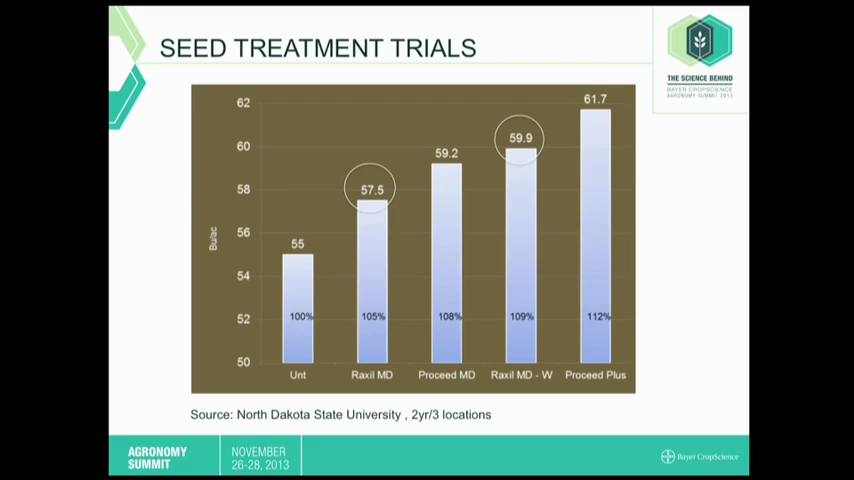 SEED TREATMENT TRIALS
THE SCIENCE BEHIND
BAYER CROPSCIENCE
AGRONOMY SUMMIT 2013
62
60
58
56
54
52
50
Bu/ac
55
57.5
59.2
59.9
61.7
100%
105%
108%
109%
112%
Unt
Raxil MD
Proceed MD
Raxil MD - W
Proceed Plus
Source: North Dakota State University , 2yr/3 locations
AGRONOMY
SUMMIT
NOVEMBER
26-28, 2013
Bayer CropScience